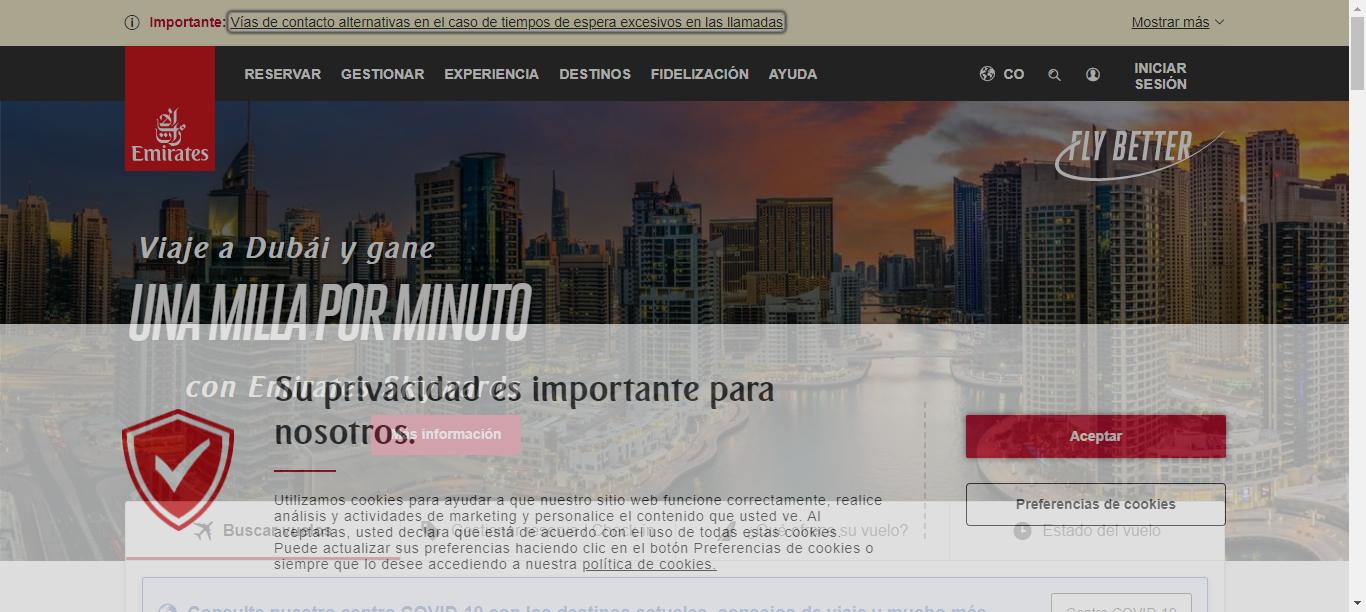 Importante: Vías de contacto alternativas en el caso de tiempos de espera excesivos en las llamadas
Mostrar más
RESERVAR GESTIONAR EXPERIENCIA DESTINOS FIDELIZACIÓN AYUDA
CO
INICIAR
SESIÓN
Emirates
FLY BETTER
Viaje a Dubái y gane
UNA MILLA POR MINUTO
con Emirates Skywards
Su privacidad es importante para
nosotros.
Más información
Aceptar
Preferencias de cookies
Utilizamos cookies para ayudar a que nuestro sitio web funcione correctamente, realice
análisis y actividades de marketing y personalice el contenido que usted ve. Al
aceptarlas, usted declara que está de acuerdo con el uso de todas estas cookies.
Puede actualizar sus preferencias haciendo clic en el botón Preferencias de cookies o
siempre que lo desee accediendo a nuestra política de cookies.
Buscar vuelos
su vuelo?
Estado del vuelo
Consulte nuestro centro COVID-19 con los destinos actuales, consejos de viaje y mucho más
Centro COVID-19